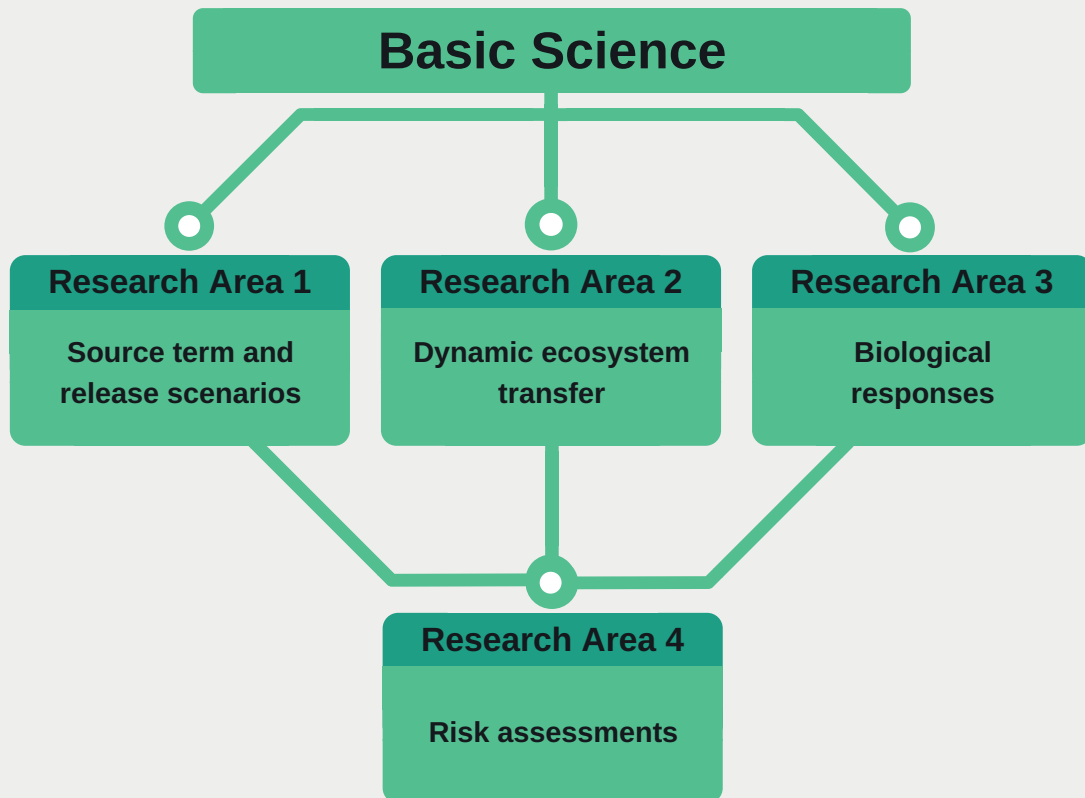 Basic Science
Research Area 1
Source term and
release scenarios
Research Area 2
Dynamic ecosystem
transfer
Research Area 3
Biological
responses
Research Area 4
Risk assessments